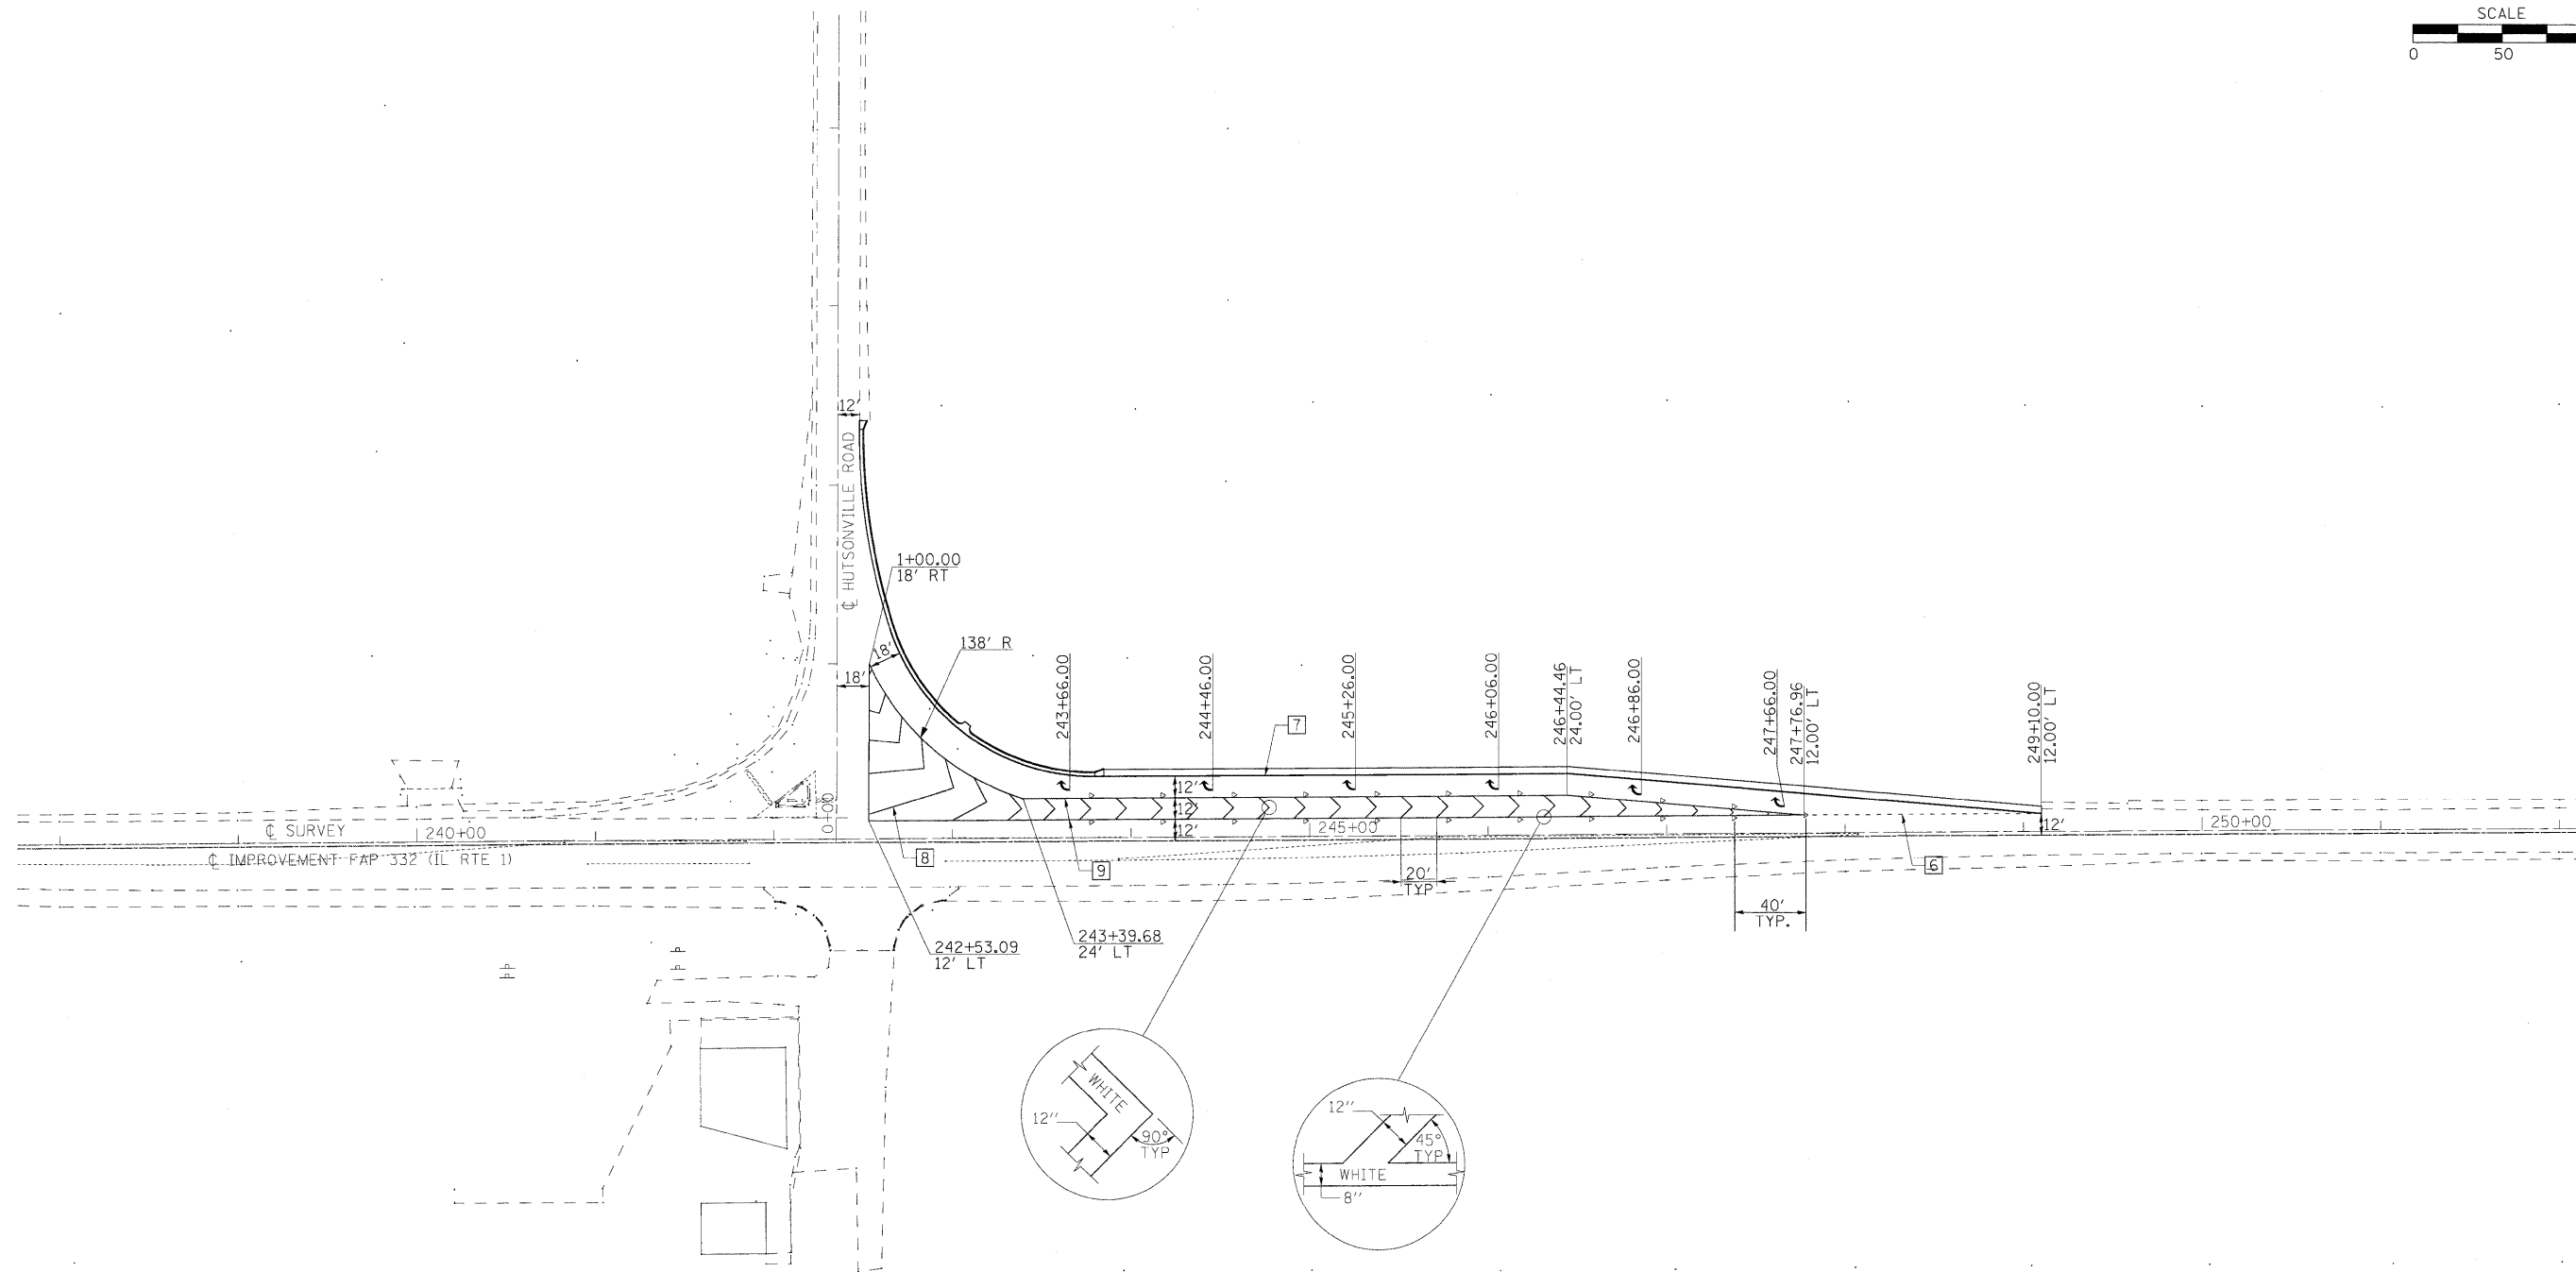 SCALE
0 50
12'
℄ HUTSONVILLE ROAD
1+00.00
18' RT
18'
138' R
18'
243+66.00
244+46.00
245+26.00
246+06.00
246+44.46
24.00' LT
246+86.00
247+66.00
247+76.96
12.00' LT
249+10.00
12.00' LT
7
12'
12'
12'
0+00
℄ SURVEY
240+00
245+00
250+00
12'
℄ IMPROVEMENT FAP 332 (IL RTE 1)
8
9
6
20'
TYP
40'
TYP.
242+53.09
12' LT
243+39.68
24' LT
WHITE
12"
90°
TYP
12"
45°
TYP
WHITE
8"